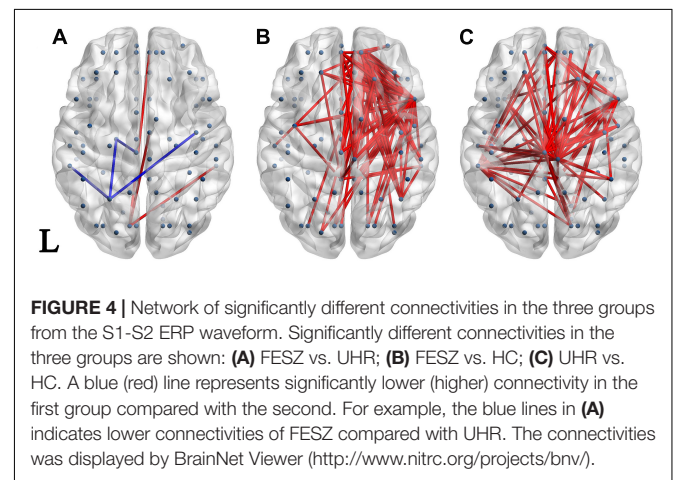 A B C
L
FIGURE 4 | Network of significantly different connectivities in the three groups
from the S1-S2 ERP waveform. Significantly different connectivities in the
three groups are shown: (A) FESZ vs. UHR; (B) FESZ vs. HC; (C) UHR vs.
HC. A blue (red) line represents significantly lower (higher) connectivity in the
first group compared with the second. For example, the blue lines in (A)
indicates lower connectivities of FESZ compared with UHR. The connectivities
was displayed by BrainNet Viewer (http://www.nitrc.org/projects/bnv/).